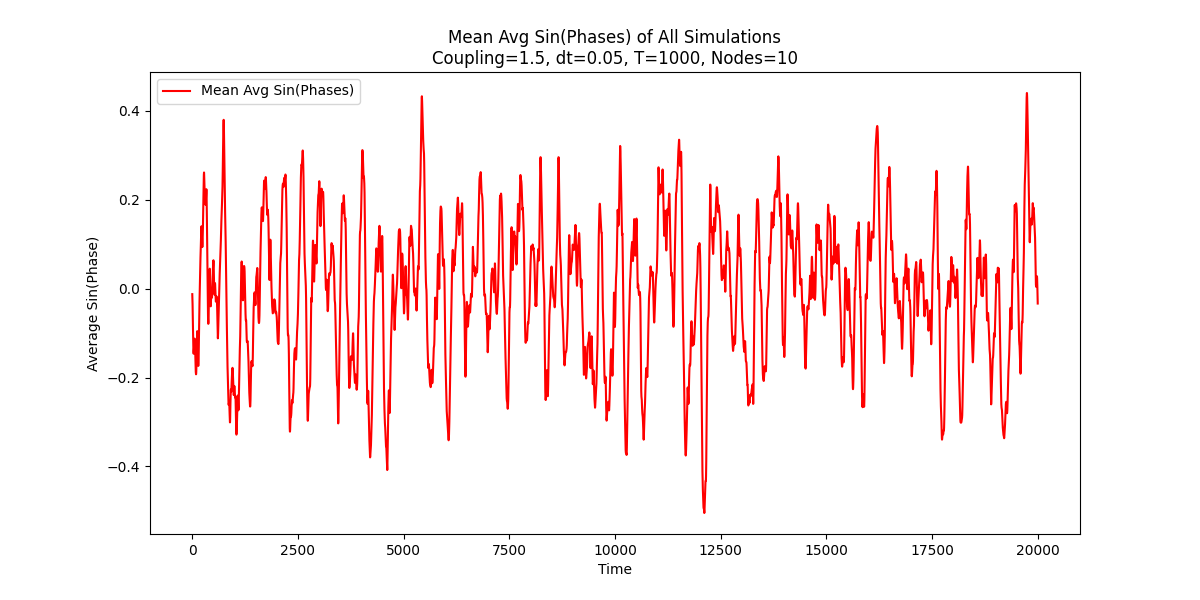 Mean Avg Sin(Phases) of All Simulations
Coupling=1.5, dt=0.05, T=1000, Nodes=10
Mean Avg Sin(Phases)
Average Sin(Phase)
0.4
0.2
0.0
−0.2
−0.4
0 2500 5000 7500 10000 12500 15000 17500 20000
Time